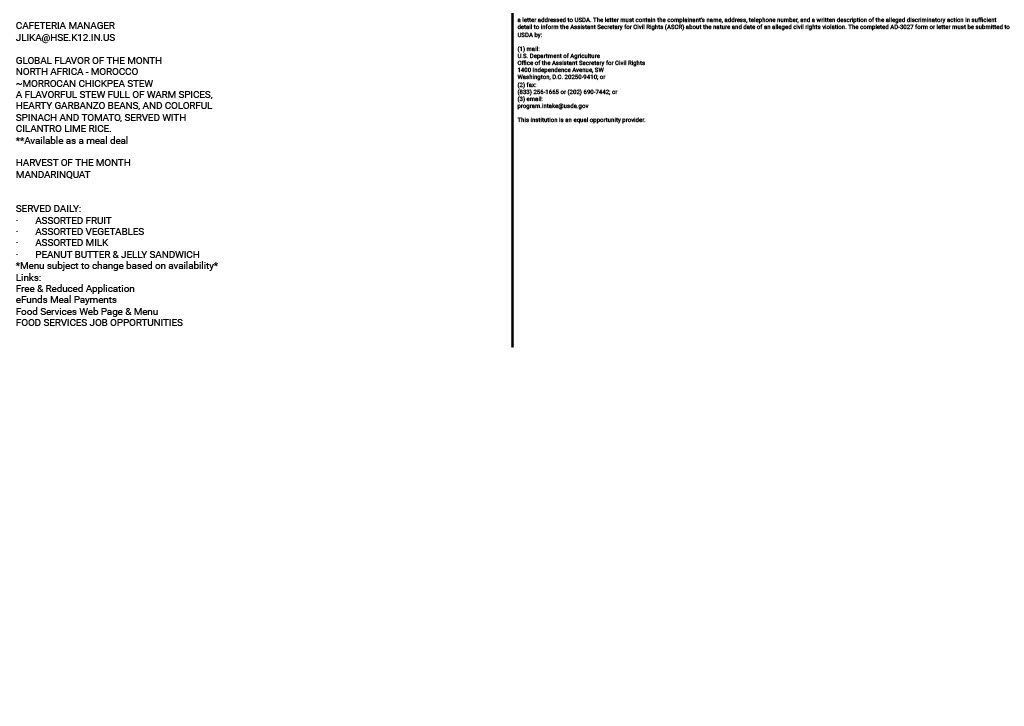 CAFETERIA MANAGER
JLIKA@HSE.K12.IN.US
GLOBAL FLAVOR OF THE MONTH
NORTH AFRICA - MOROCCO
~MORROCAN CHICKPEA STEW
A FLAVORFUL STEW FULL OF WARM SPICES,
HEARTY GARBANZO BEANS, AND COLORFUL
SPINACH AND TOMATO, SERVED WITH
CILANTRO LIME RICE.
**Available as a meal deal
HARVEST OF THE MONTH
MANDARINQUAT
SERVED DAILY:
· ASSORTED FRUIT
· ASSORTED VEGETABLES
· ASSORTED MILK
· PEANUT BUTTER & JELLY SANDWICH
*Menu subject to change based on availability*
Links:
Free & Reduced Application
eFunds Meal Payments
Food Services Web Page & Menu
FOOD SERVICES JOB OPPORTUNITIES
a letter addressed to USDA. The letter must contain the complainant's name, address, telephone number, and a written description of the alleged discriminatory action in sufficient
detail to inform the Assistant Secretary for Civil Rights (ASCR) about the nature and date of an alleged civil rights violation. The completed AD-3027 form or letter must be submitted to
USDA by:
(1) mail:
U.S. Department of Agriculture
Office of the Assistant Secretary for Civil Rights
1400 Independence Avenue, SW
Washington, D.C. 20250-9410; or
(2) fax:
(833) 256-1665 or (202) 690-7442; or
(3) email:
program.intake@usda.gov
This institution is an equal opportunity provider.